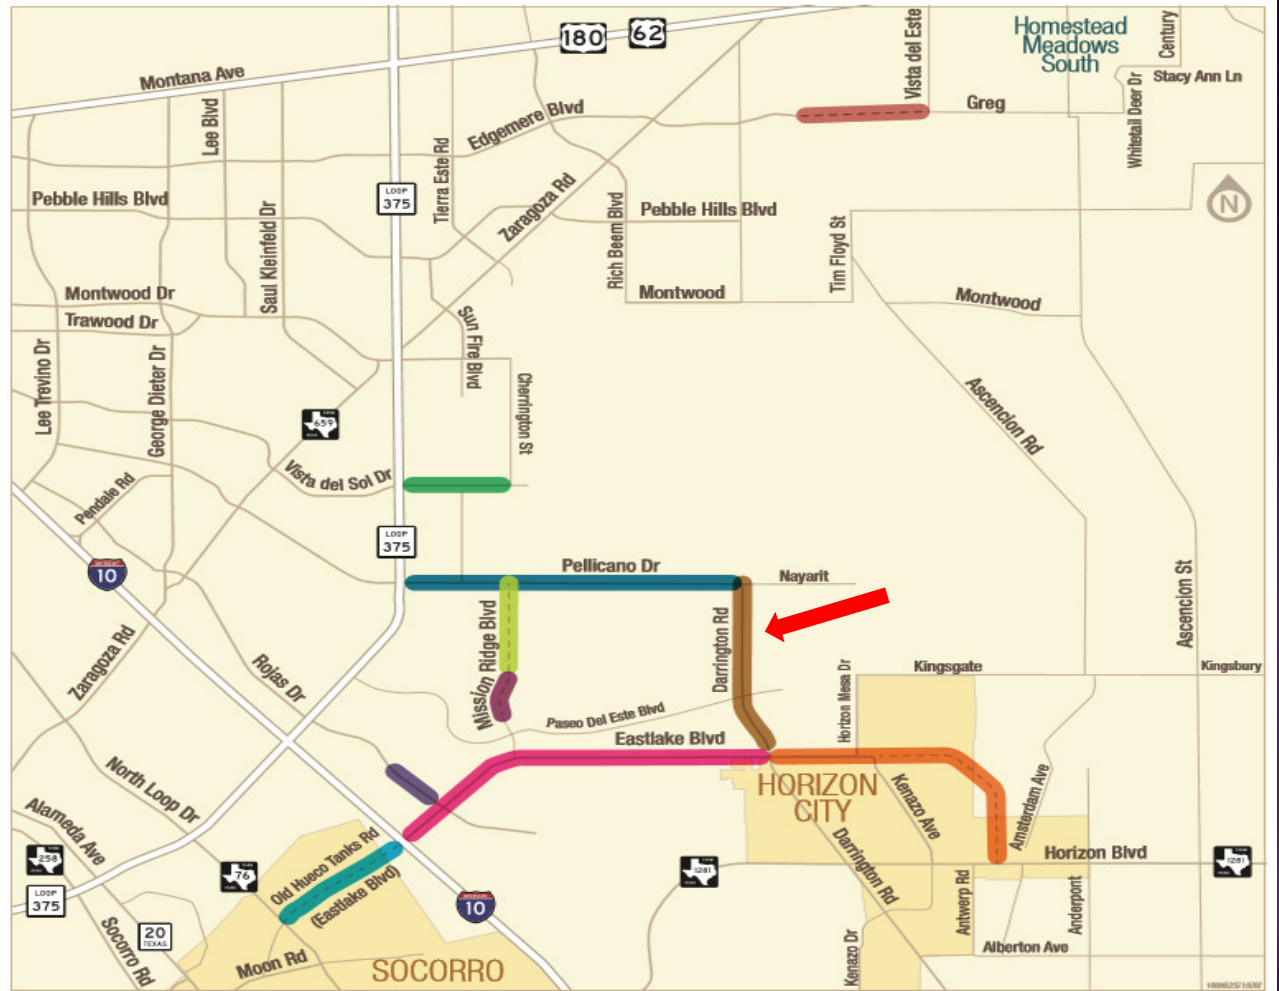 180
62
Homestead
Meadows
South
Century
Vista del Este
Stacy Ann Ln
Montana Ave
Lee Blvd
Edgemere Blvd
Greg
Whitetail Deer Dr
Tierra Este Rd
LOOP
375
Pebble Hills Blvd
Zaragoza Rd
Rich Beem Blvd
Pebble Hills Blvd
N
Saul Kleinfeld Dr
Tim Floyd St
Montwood Dr
Montwood
Montwood
Trawood Dr
Sun Fire Blvd
Lee Trevino Dr
George Dieter Dr
Cherrington St
Ascencion Rd
659
Vista del Sol Dr
Pendale Rd
LOOP
375
10
Pellicano Dr
Nayarit
Ascencion St
Mission Ridge Blvd
Darrington Rd
Zaragoza Rd
Rojas Dr
Kingsgate
Kingsbury
Horizon Mesa Dr
Paseo Del Este Blvd
Eastlake Blvd
HORIZON
CITY
North Loop Dr
Kenazo Ave
Amsterdam Ave
Alameda Ave
Old Hueco Tanks Rd
(Eastlake Blvd)
Darrington Rd
Horizon Blvd
258
76
1281
1281
LOOP
375
10
Antwerp Rd
Anderpont
20
TEXAS
Socorro Rd
Moon Rd
SOCORRO
Kenazo Dr
Alberton Ave